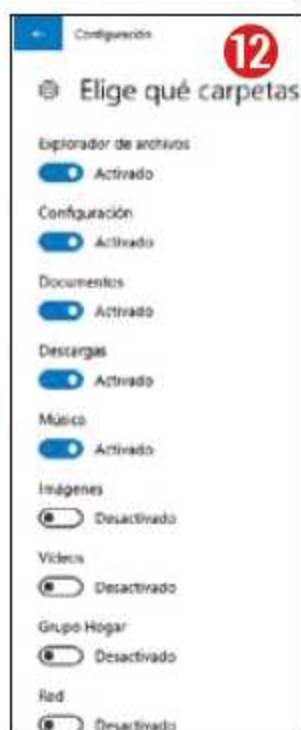 Configuración
12
Elige qué carpetas
Explorador de archivos
Activado
Configuración
Activado
Documentos
Activado
Descargas
Activado
Música
Activado
Imágenes
Desactivado
Vídeos
Desactivado
Grupo Hogar
Desactivado
Red
Desactivado